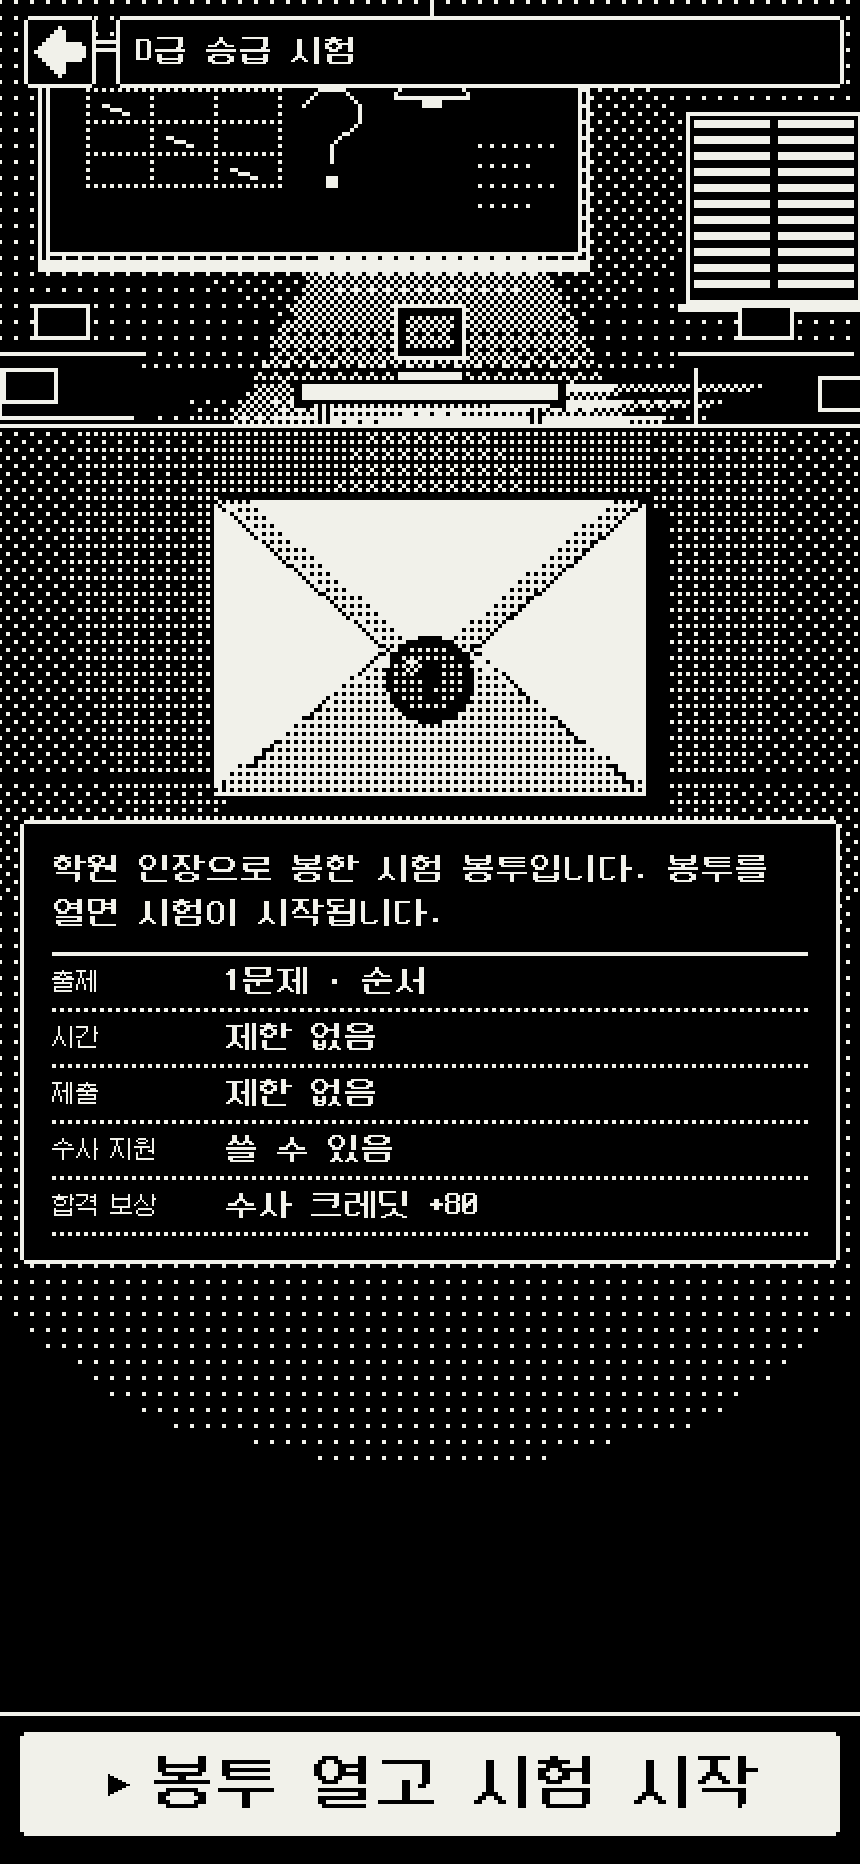 D급 승급 시험
학원 인장으로 봉한 시험 봉투입니다. 봉투를
열면 시험이 시작됩니다.
출제 1문제 · 순서
시간 제한 없음
제출 제한 없음
수사 지원 쓸 수 있음
합격 보상 수사 크레딧 +80
▸ 봉투 열고 시험 시작